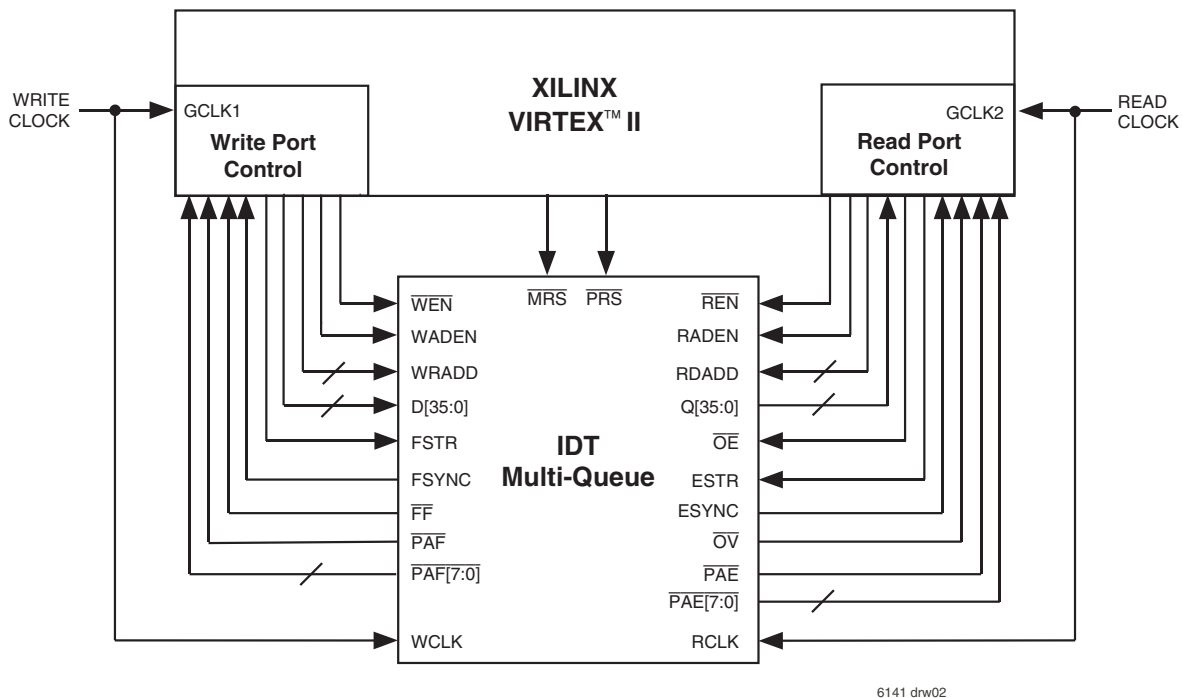 XILINX
VIRTEX™ II
WRITE
CLOCK
GCLK1
Write Port
Control
GCLK2
Read Port
Control
READ
CLOCK
MRS PRS
WEN
WADEN
WRADD
D[35:0]
FSTR
FSYNC
FF
PAF
PAF[7:0]
WCLK
IDT
Multi-Queue
REN
RADEN
RDADD
Q[35:0]
OE
ESTR
ESYNC
OV
PAE
PAE[7:0]
RCLK
6141 drw02